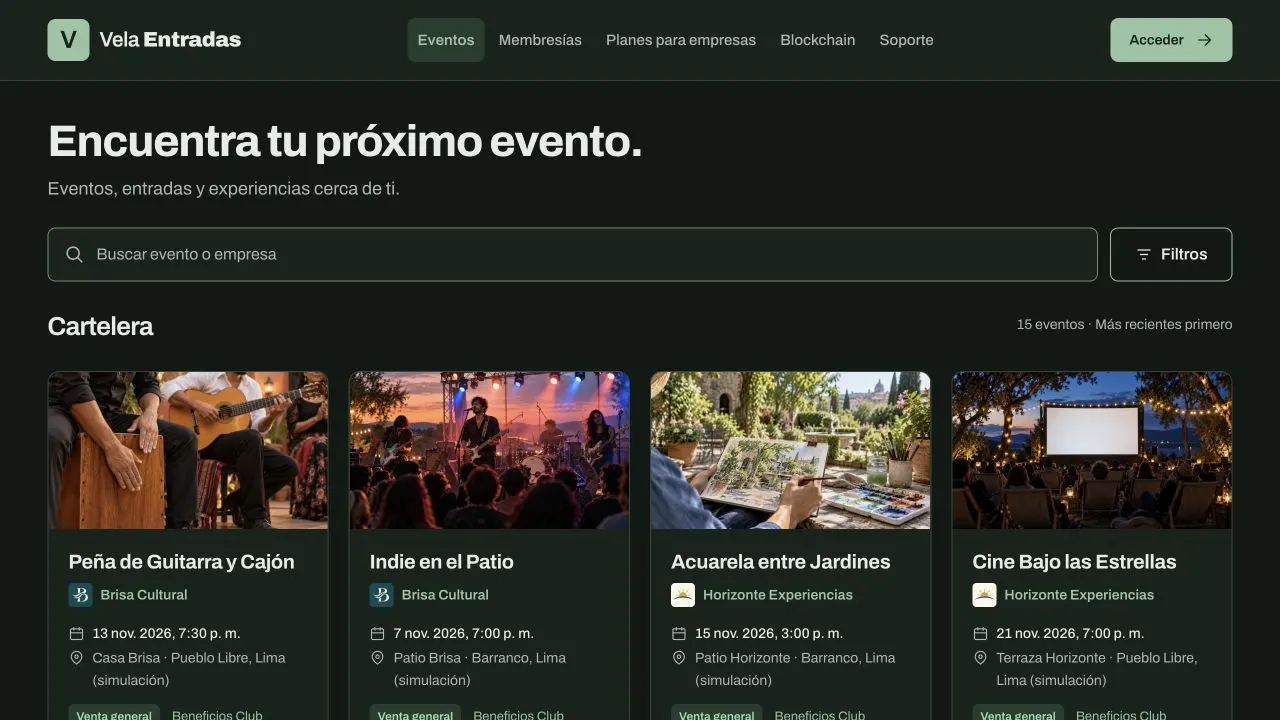 V Vela Entradas
Eventos
Membresías
Planes para empresas
Blockchain
Soporte
Acceder
Encuentra tu próximo evento.
Eventos, entradas y experiencias cerca de ti.
Buscar evento o empresa
Filtros
Cartelera
15 eventos · Más recientes primero
Peña de Guitarra y Cajón
Brisa Cultural
13 nov. 2026, 7:30 p. m.
Casa Brisa · Pueblo Libre, Lima
(simulación)
Venta general
Beneficios Club
Indie en el Patio
Brisa Cultural
7 nov. 2026, 7:00 p. m.
Patio Brisa · Barranco, Lima
(simulación)
Venta general
Beneficios Club
Acuarela entre Jardines
Horizonte Experiencias
15 nov. 2026, 3:00 p. m.
Patio Horizonte · Barranco, Lima
(simulación)
Venta general
Beneficios Club
Cine Bajo las Estrellas
Horizonte Experiencias
21 nov. 2026, 7:00 p. m.
Terraza Horizonte · Pueblo Libre,
Lima (simulación)
Venta general
Beneficios Club